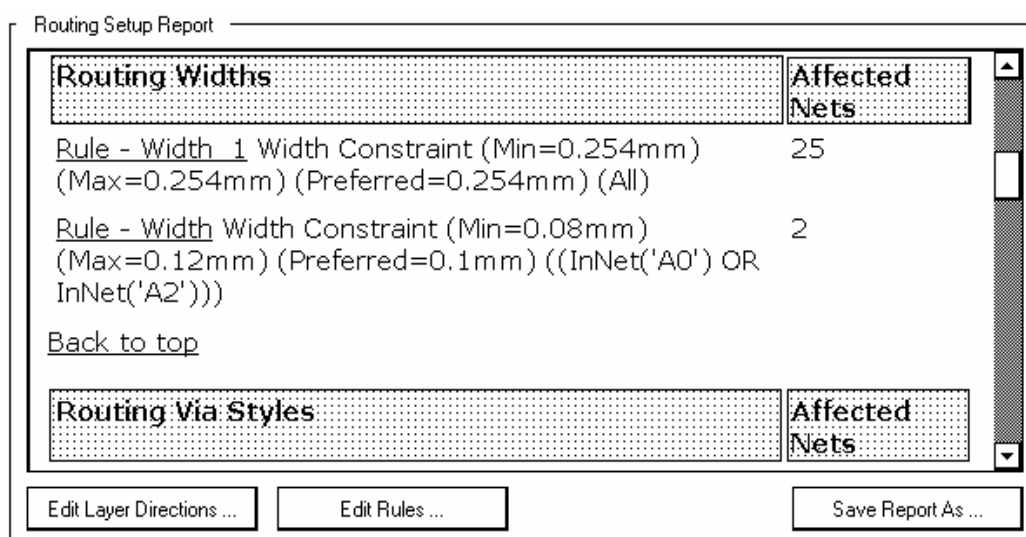 Routing Setup Report
Routing Widths
Affected
Nets
Rule - Width_1 Width Constraint (Min=0.254mm)
(Max=0.254mm) (Preferred=0.254mm) (All)
25
Rule - Width Width Constraint (Min=0.08mm)
(Max=0.12mm) (Preferred=0.1mm) ((InNet('A0') OR
InNet('A2')))
2
Back to top
Routing Via Styles
Affected
Nets
Edit Layer Directions ...
Edit Rules ...
Save Report As ...